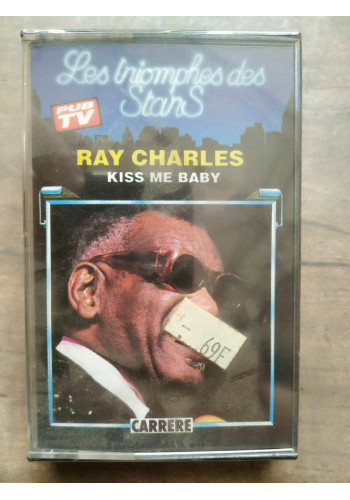 Les triomphes des
StarS
PUB
TV
RAY CHARLES
KISS ME BABY
- 69F
CARRERE